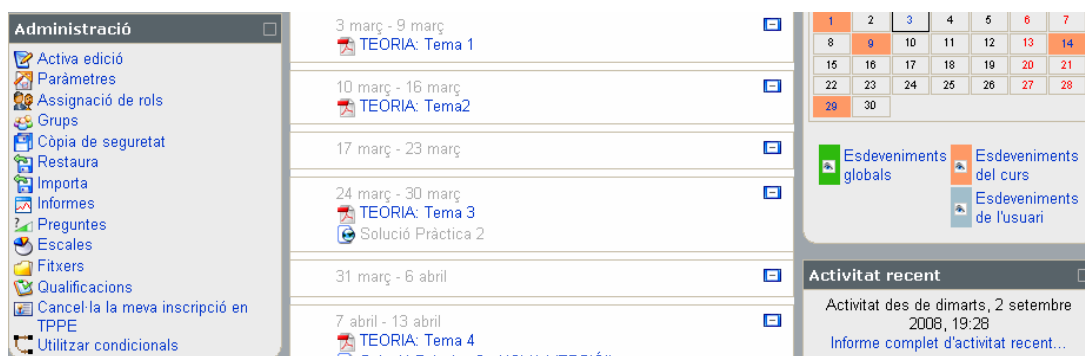 Administració
Activa edició
Paràmetres
Assignació de rols
Grups
Còpia de seguretat
Restaura
Importa
Informes
Preguntes
Escales
Fitxers
Qualificacions
Cancel·la la meva inscripció en
TPPE
Utilitzar condicionals
3 març - 9 març
TEORIA: Tema 1
10 març - 16 març
TEORIA: Tema2
17 març - 23 març
24 març - 30 març
TEORIA: Tema 3
Solució Pràctica 2
31 març - 6 abril
7 abril - 13 abril
TEORIA: Tema 4
1 2 3 4 5 6 7
8 9 10 11 12 13 14
15 16 17 18 19 20 21
22 23 24 25 26 27 28
29 30
Esdeveniments
globals
Esdeveniments
del curs
Esdeveniments
de l'usuari
Activitat recent
Activitat des de dimarts, 2 setembre
2008, 19:28
Informe complet d'activitat recent...